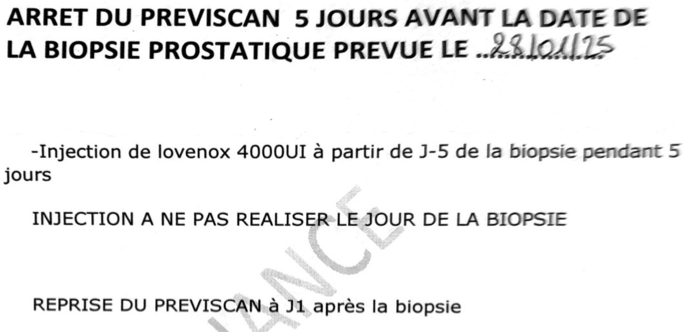 ARRET DU PREVISCAN 5 JOURS AVANT LA DATE DE
LA BIOPSIE PROSTATIQUE PREVUE LE ..28/01/25
-Injection de lovenox 4000UI à partir de J-5 de la biopsie pendant 5
jours
INJECTION A NE PAS REALISER LE JOUR DE LA BIOPSIE
REPRISE DU PREVISCAN à J1 après la biopsie